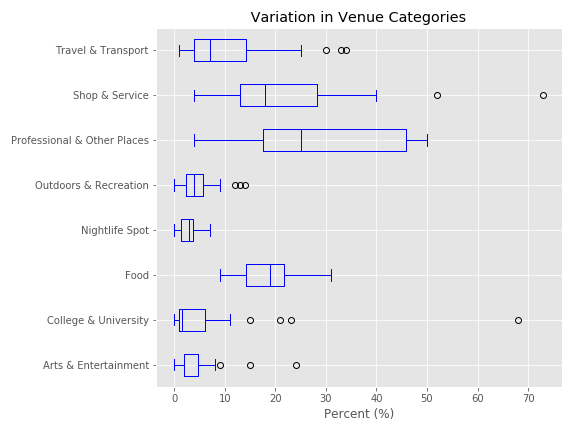 Variation in Venue Categories
Travel & Transport
Shop & Service
Professional & Other Places
Outdoors & Recreation
Nightlife Spot
Food
College & University
Arts & Entertainment
0 10 20 30 40 50 60 70
Percent (%)